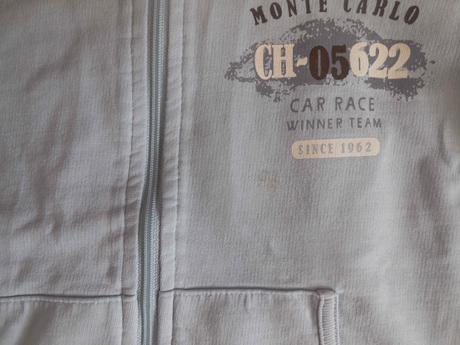 MONTE CARLO
CH-05622
CAR RACE
WINNER TEAM
SINCE 1962